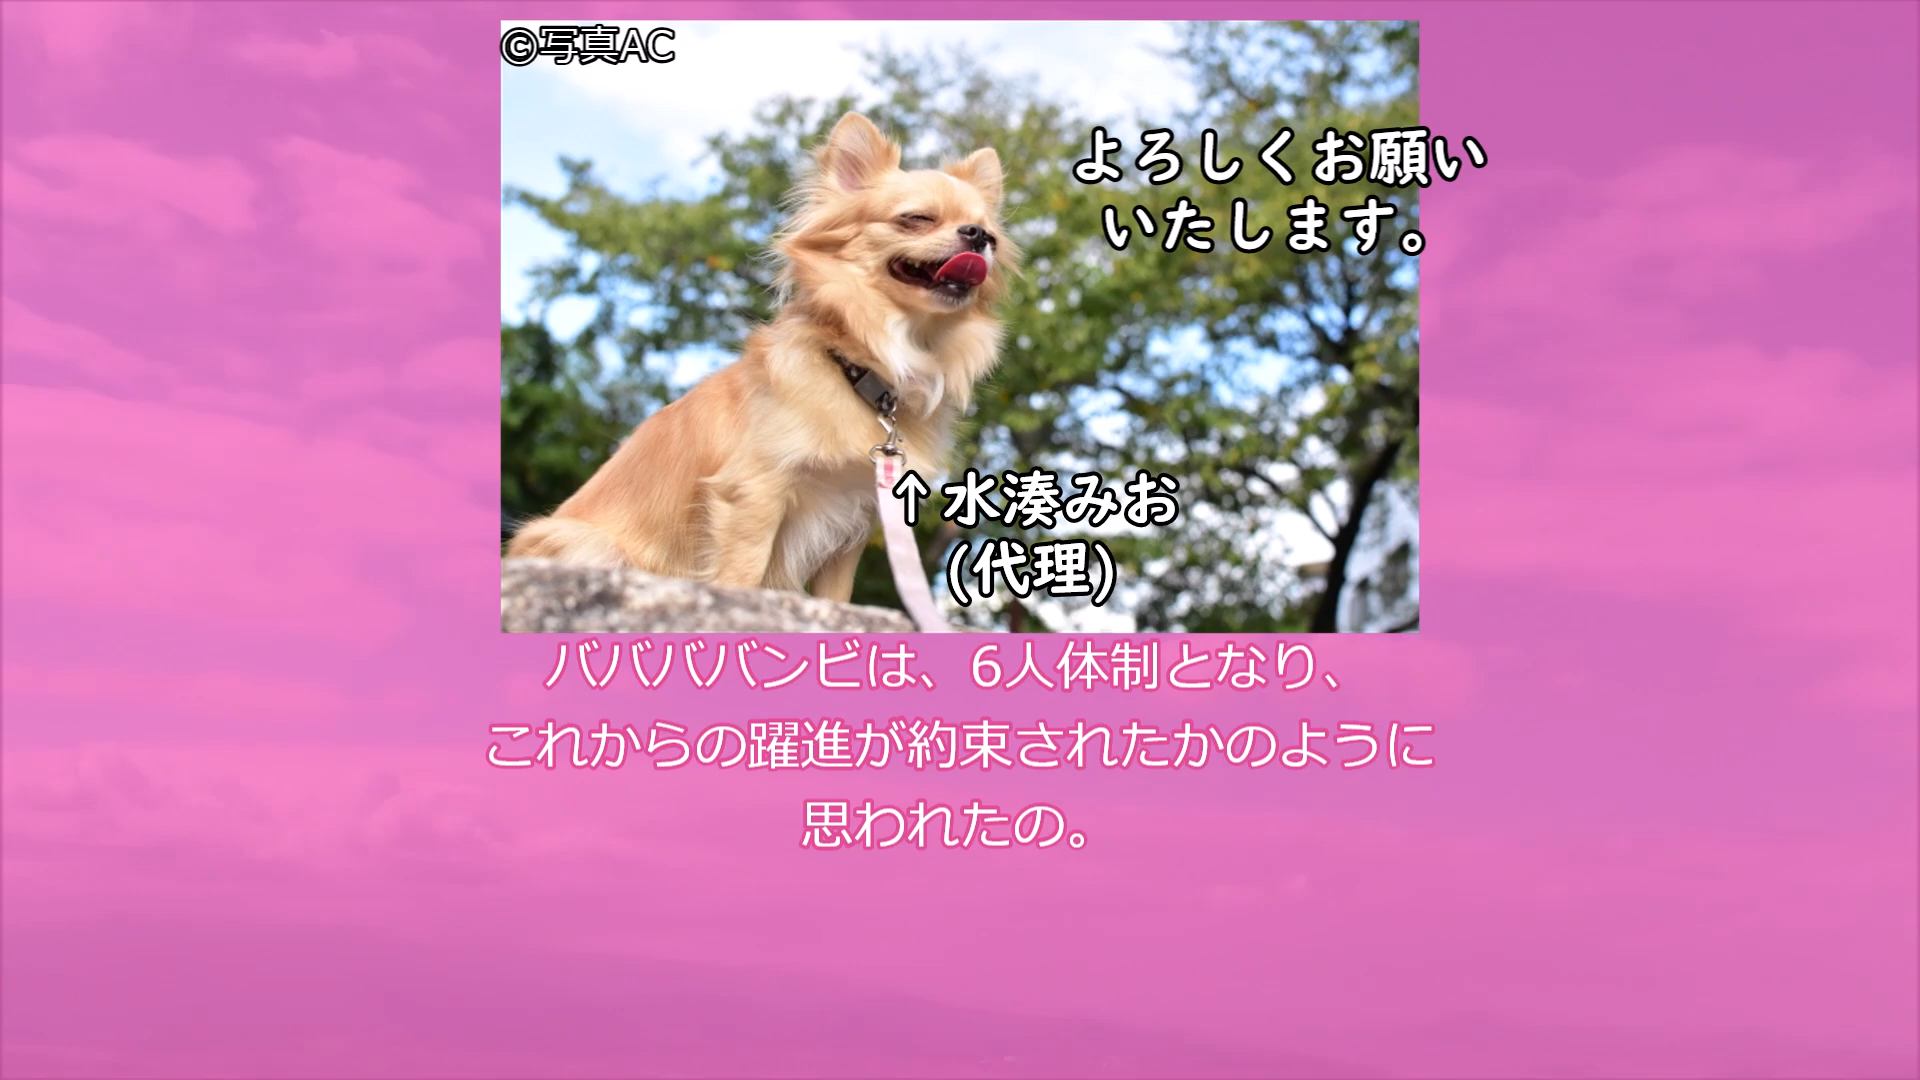 ©写真AC
よろしくお願い
いたします。
↑水湊みお
(代理)
バババババンビは、6人体制となり、
これからの躍進が約束されたかのように
思われたの。